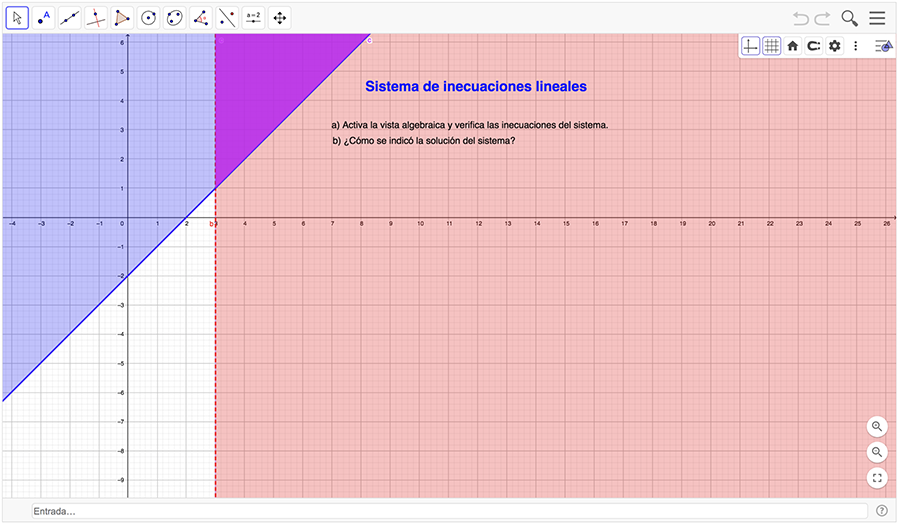 A
a = 2
c
6
Sistema de inecuaciones lineales
5
4
a) Activa la vista algebraica y verifica las inecuaciones del sistema.
3
b) ¿Cómo se indicó la solución del sistema?
2
1
–4 –3 –2 –1 0 1 2 b 4 5 6 7 8 9 10 11 12 13 14 15 16 17 18 19 20 21 22 23 24 25 26
–1
–2
–3
–4
–5
–6
–7
–8
–9
Entrada...
?